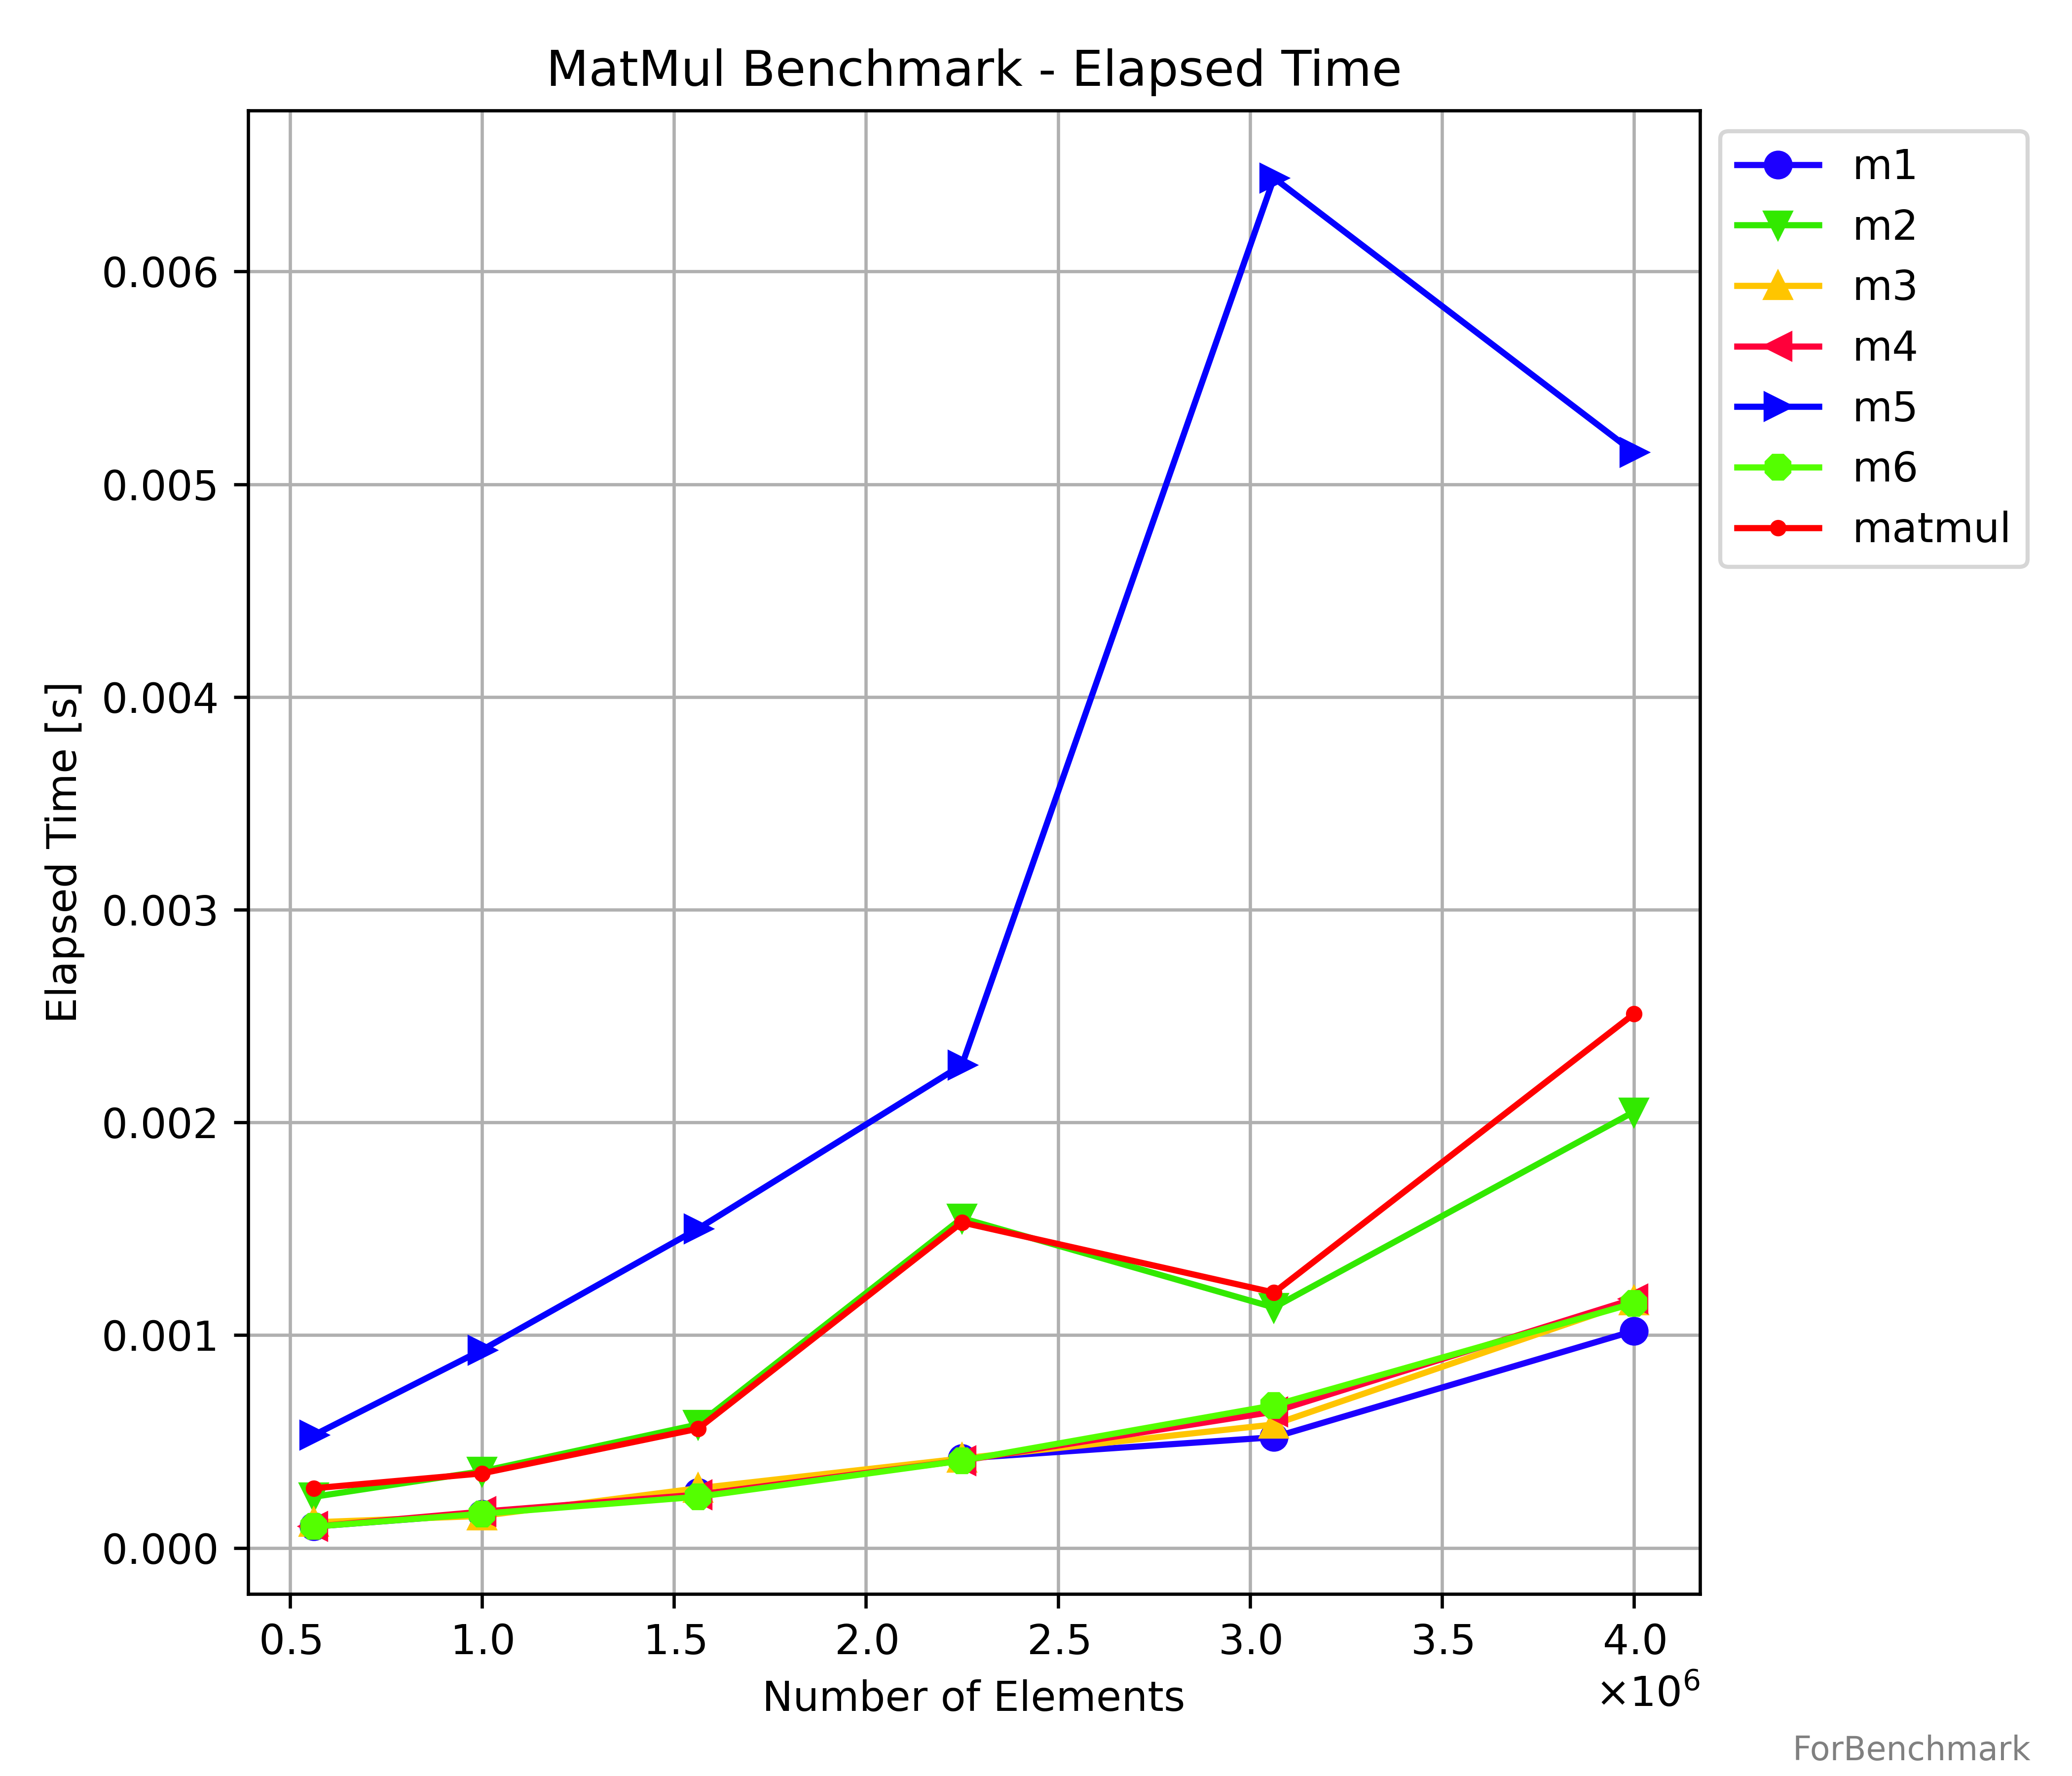 MatMul Benchmark - Elapsed Time
m1
m2
m3
m4
m5
m6
matmul
Elapsed Time [s]
0.006
0.005
0.004
0.003
0.002
0.001
0.000
0.5 1.0 1.5 2.0 2.5 3.0 3.5 4.0
×10⁶
Number of Elements
ForBenchmark